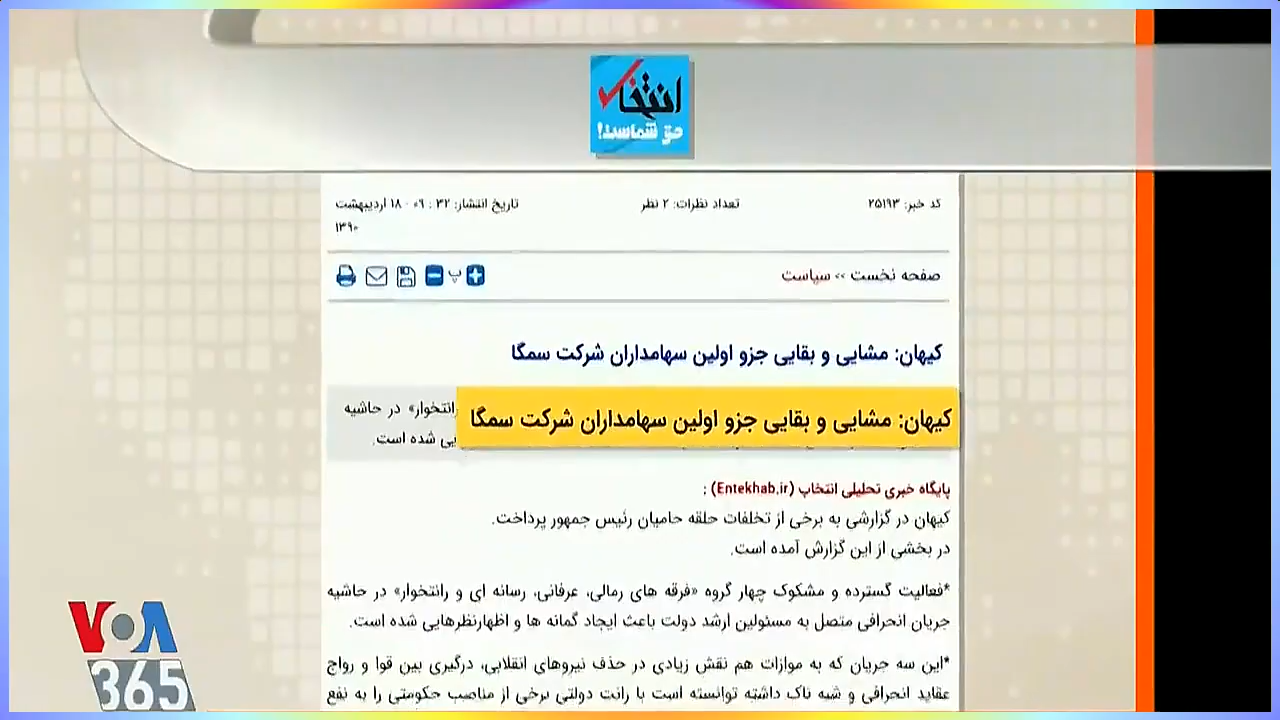 انتخاب
حق شماست!
کد خبر: ۲۵۱۹۳
تعداد نظرات: ۲ نظر
تاریخ انتشار: ۳۲ : ۰۹ - ۱۸ اردیبهشت
۱۳۹۰
صفحه نخست >> سیاست
پ
کیهان: مشایی و بقایی جزو اولین سهامداران شرکت سمگا
کیهان: مشایی و بقایی جزو اولین سهامداران شرکت سمگا
رانتخوار» در حاشیه
یی شده است.
پایگاه خبری تحلیلی انتخاب (Entekhab.ir) :
کیهان در گزارشی به برخی از تخلفات حلقه حامیان رئیس جمهور پرداخت.
در بخشی از این گزارش آمده است.
*فعالیت گسترده و مشکوک چهار گروه «فرقه های رمالی، عرفانی، رسانه ای و رانتخوار» در حاشیه
جریان انحرافی متصل به مسئولین ارشد دولت باعث ایجاد گمانه ها و اظهارنظرهایی شده است.
*این سه جریان که به موازات هم نقش زیادی در حذف نیروهای انقلابی، درگیری بین قوا و رواج
عقاید انحرافی و شبه ناک داشته توانسته است با رانت دولتی برخی از مناصب حکومتی را به نفع
VOA
365